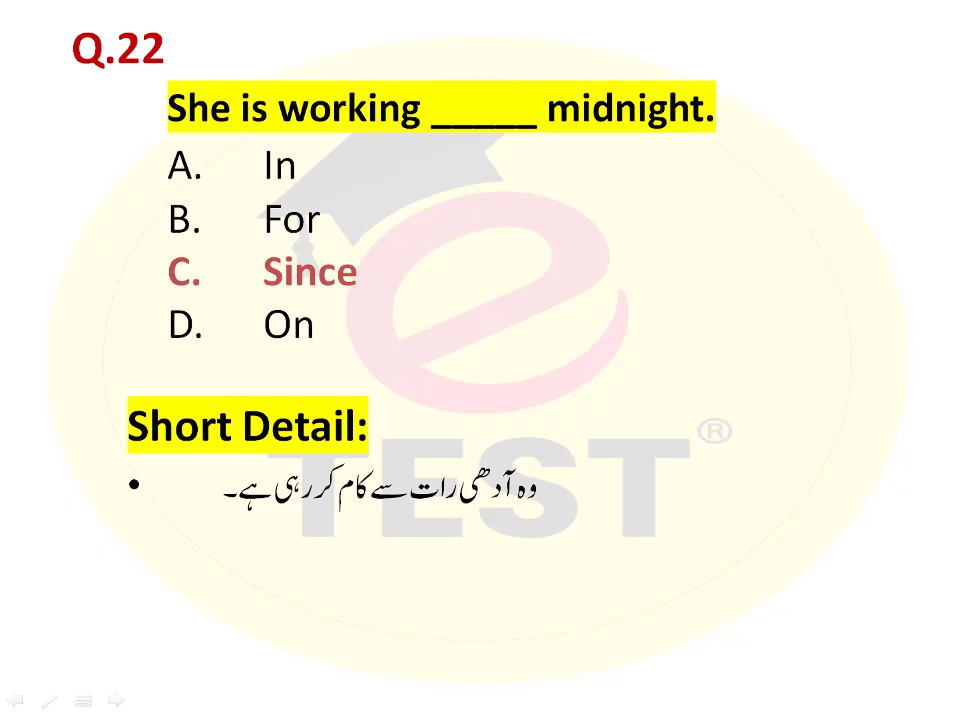 Q.22
She is working _____ midnight.
A. In
B. For
C. Since
D. On
Short Detail:
• وہ آدھی رات سے کام کر رہی ہے۔
e
TEST®